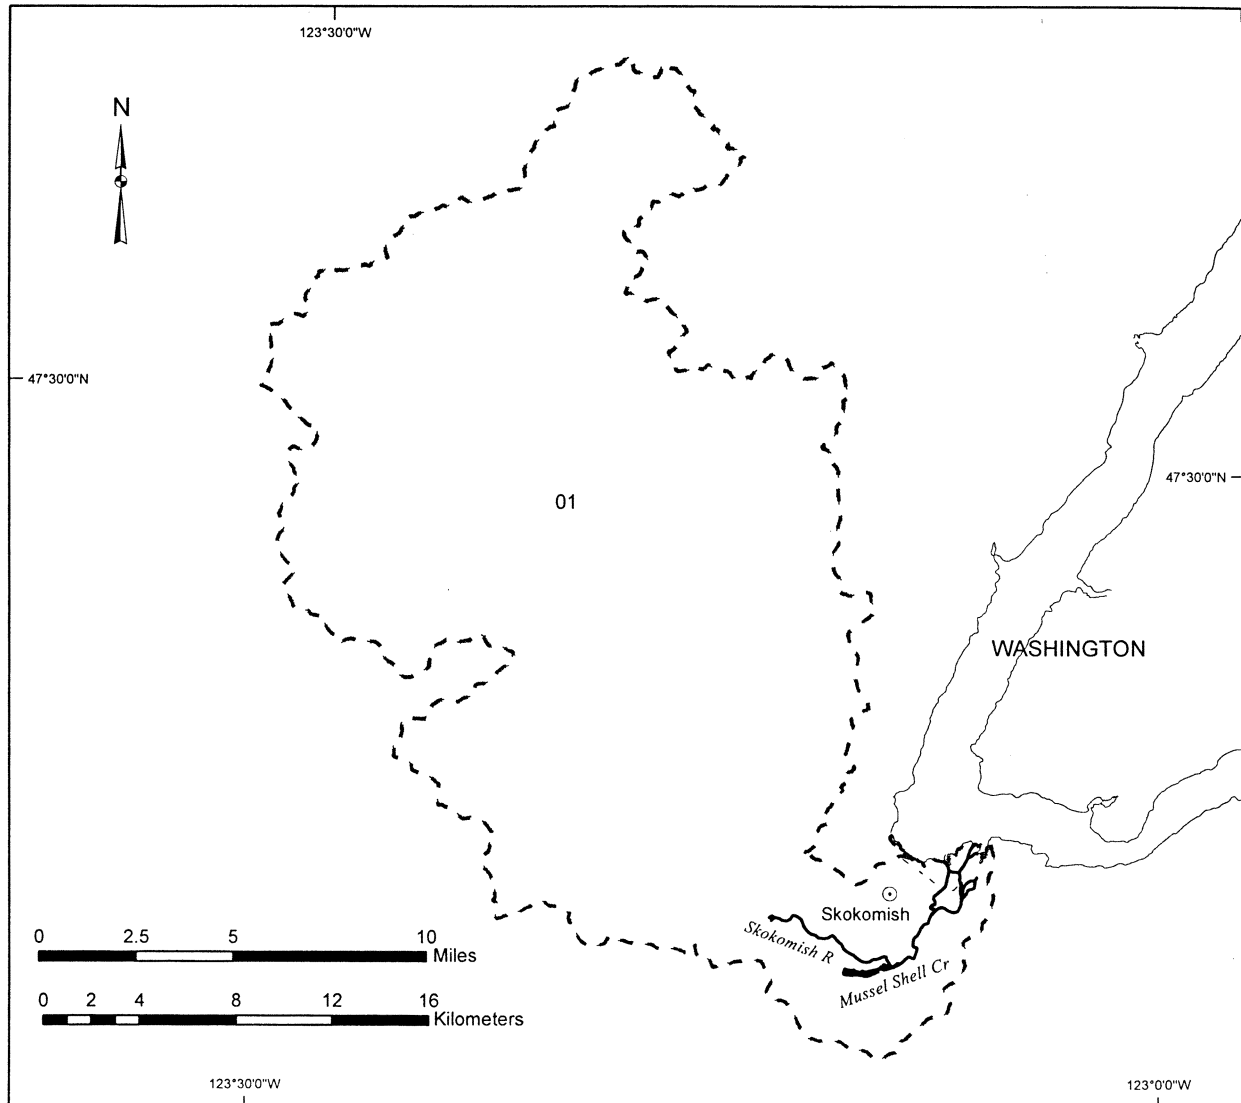 123°30'0"W
N
47°30'0"N
47°30'0"N
01
WASHINGTON
Skokomish
Skokomish R
Mussel Shell Cr
0 2.5 5 10
Miles
0 2 4 8 12 16
Kilometers
123°30'0"W
123°0'0"W